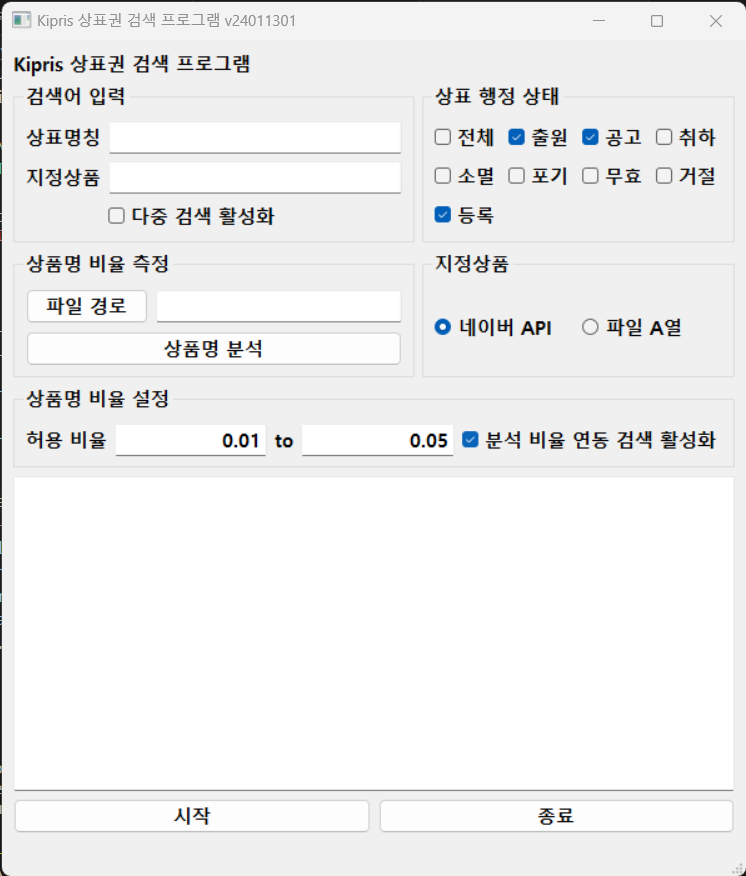 Kipris 상표권 검색 프로그램 v24011301
Kipris 상표권 검색 프로그램
검색어 입력
상표명칭
지정상품
다중 검색 활성화
상표 행정 상태
전체 출원 공고 취하
소멸 포기 무효 거절
등록
상품명 비율 측정
파일 경로
상품명 분석
지정상품
네이버 API 파일 A열
상품명 비율 설정
허용 비율 0.01 to 0.05 분석 비율 연동 검색 활성화
시작 종료